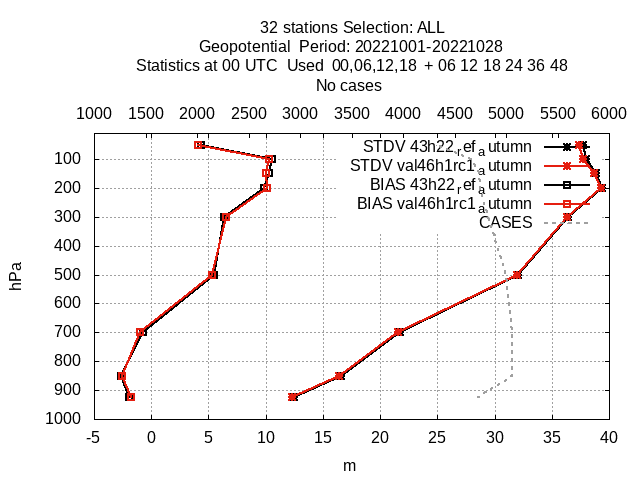 32 stations Selection: ALL
Geopotential  Period: 20221001-20221028
Statistics at 00 UTC  Used  00,06,12,18  + 06 12 18 24 36 48
No cases
1000 1500 2000 2500 3000 3500 4000 4500 5000 5500 6000
STDV 43h22_ref_autumn
STDV val46h1rc1_autumn
BIAS 43h22_ref_autumn
BIAS val46h1rc1_autumn
CASES
100
200
300
400
500
600
700
800
900
1000
hPa
-5 0 5 10 15 20 25 30 35 40
m